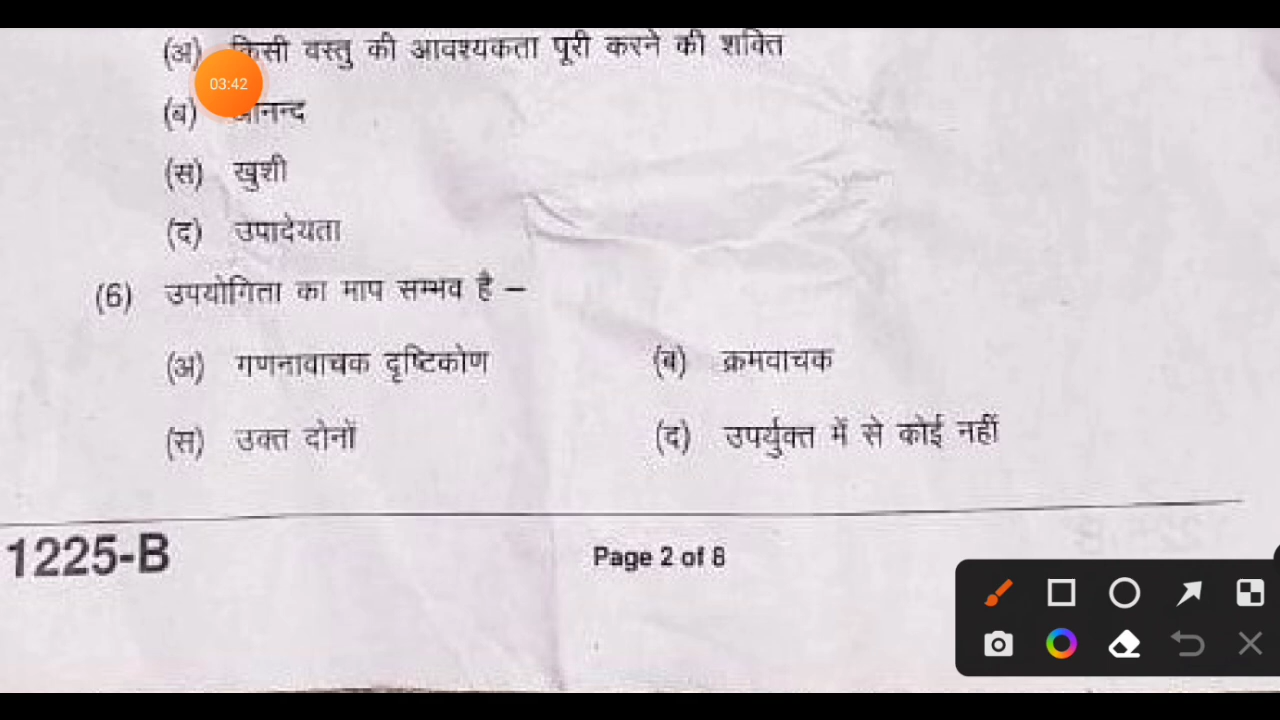 (अ) किसी वस्तु की आवश्यकता पूरी करने की शक्ति
03:42
(ब) आनन्द
(स) खुशी
(द) उपादेयता
(6) उपयोगिता का माप सम्भव है –
(अ) गणनावाचक दृष्टिकोण (ब) क्रमवाचक
(स) उक्त दोनों (द) उपर्युक्त में से कोई नहीं
1225-B Page 2 of 8